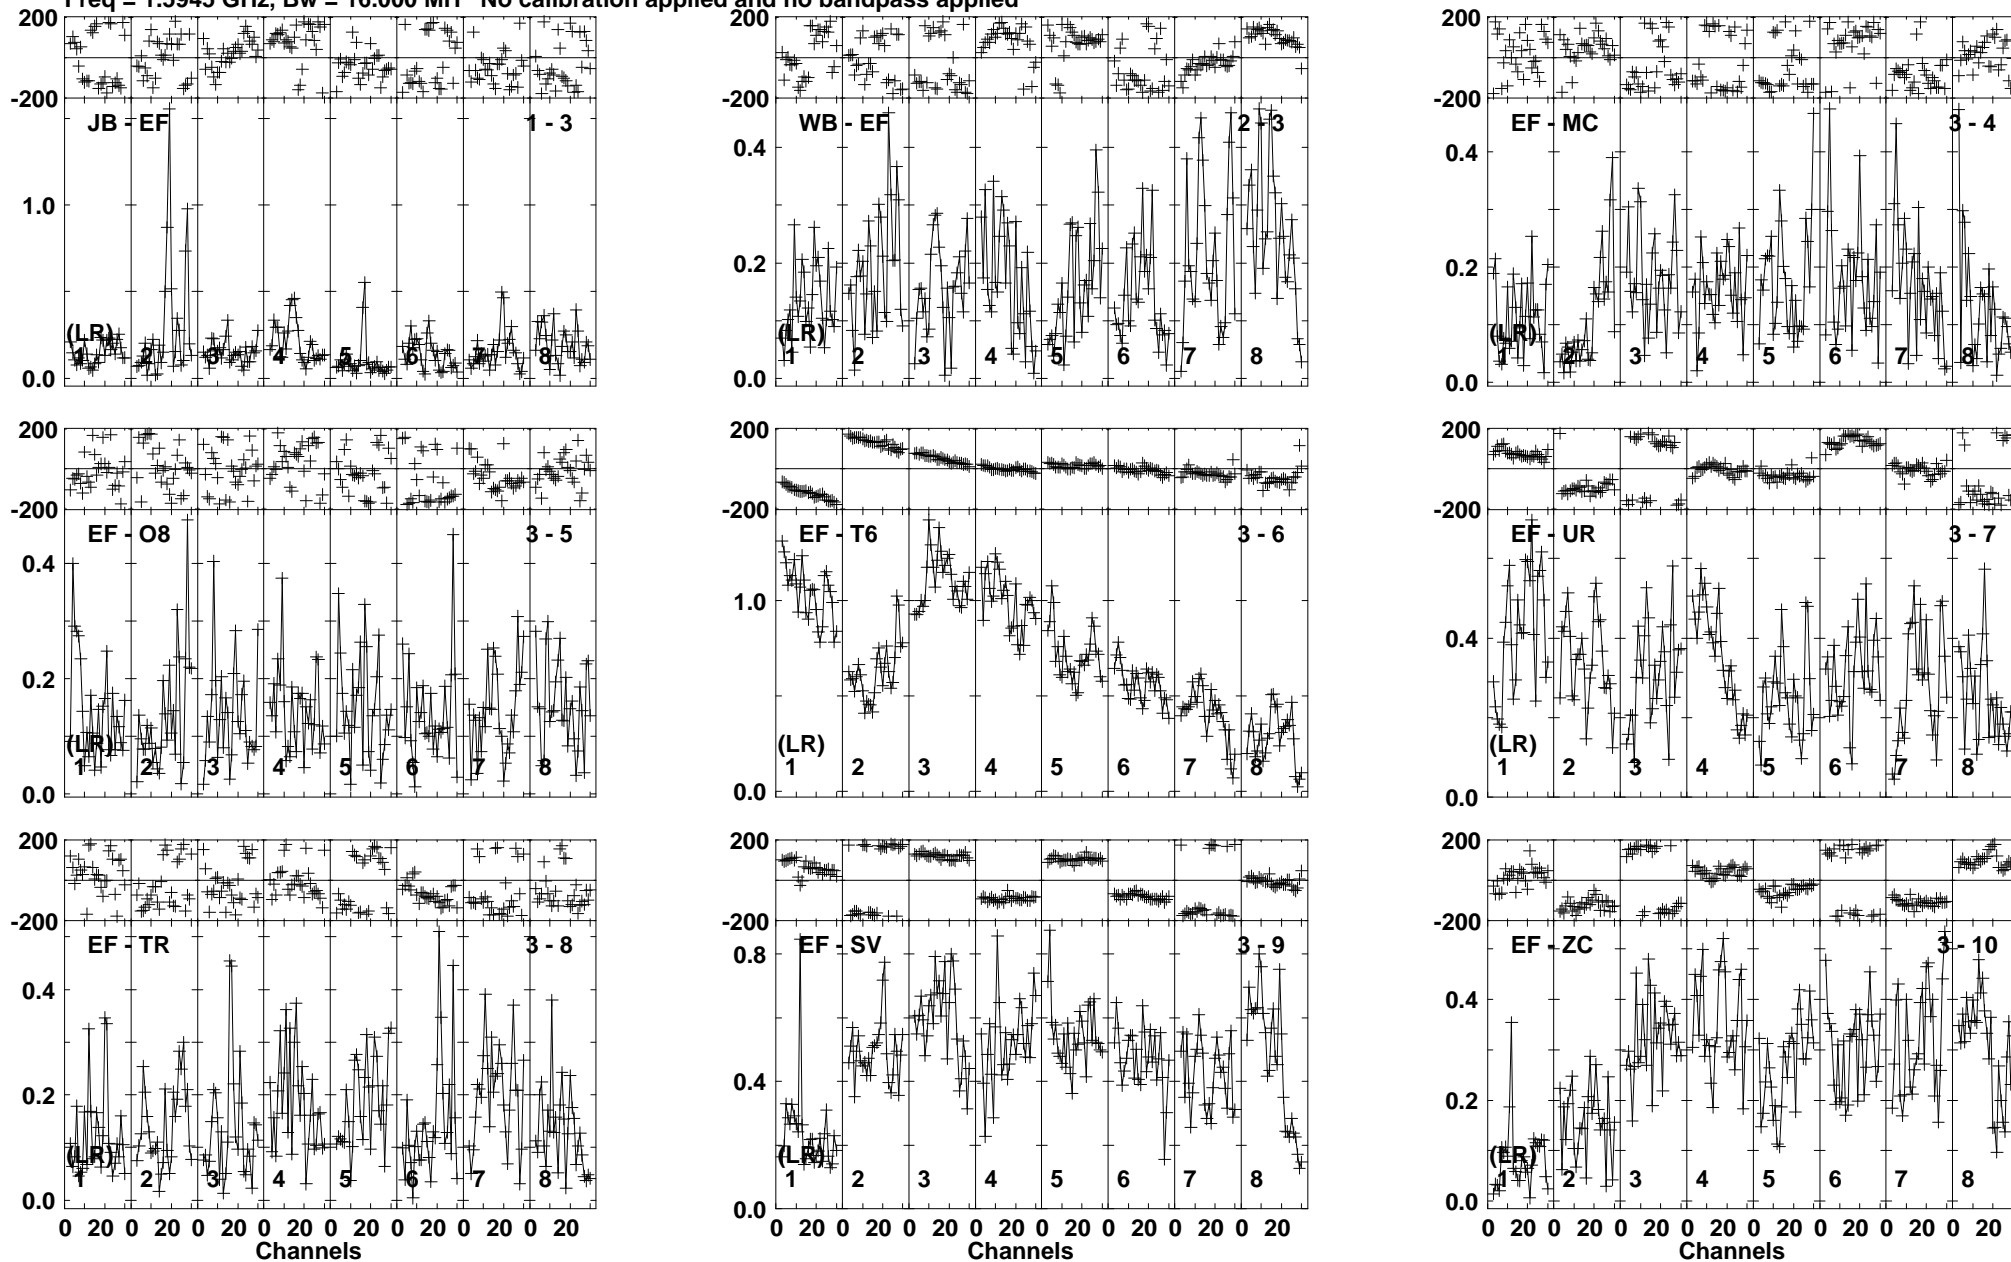 Freq = 1.5945 GHz, Bw = 16.000 MH No calibration applied and no bandpass applied
200
-200
JB - EF 1 - 3
1.0
0.0
(LR)
1 2 3 4 5 6 7 8
200
-200
WB - EF 2 - 3
0.4
0.2
0.0
(LR)
1 2 3 4 5 6 7 8
200
-200
EF - MC 3 - 4
0.4
0.2
0.0
(LR)
1 2 3 4 5 6 7 8
200
-200
EF - O8 3 - 5
0.4
0.2
0.0
(LR)
1 2 3 4 5 6 7 8
200
-200
EF - T6 3 - 6
1.0
0.0
(LR)
1 2 3 4 5 6 7 8
200
-200
EF - UR 3 - 7
0.4
0.0
(LR)
1 2 3 4 5 6 7 8
200
-200
EF - TR 3 - 8
0.4
0.2
0.0
(LR)
1 2 3 4 5 6 7 8
0 20 0 20 0 20 0 20 0 20 0 20 0 20 0 20
Channels
200
-200
EF - SV 3 - 9
0.8
0.4
0.0
(LR)
1 2 3 4 5 6 7 8
0 20 0 20 0 20 0 20 0 20 0 20 0 20 0 20
Channels
200
-200
EF - ZC 3 - 10
0.4
0.2
0.0
(LR)
1 2 3 4 5 6 7 8
0 20 0 20 0 20 0 20 0 20 0 20 0 20 0 20
Channels